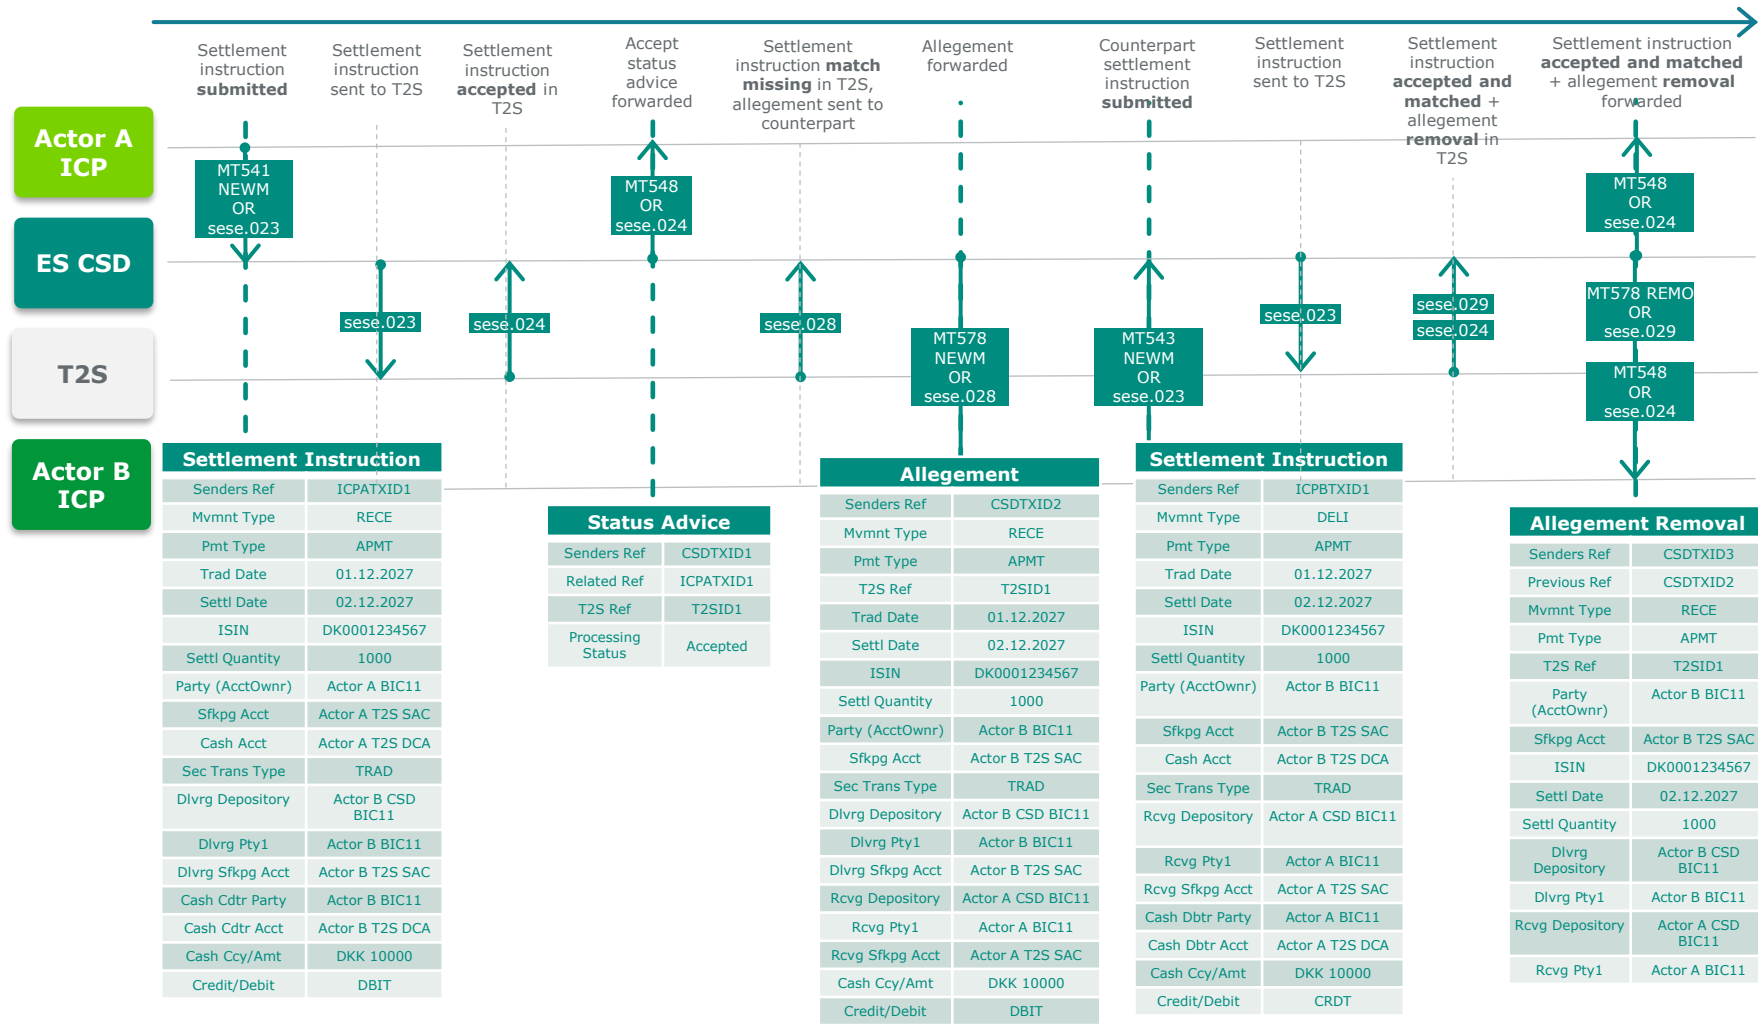 Settlement
instruction
submitted
Settlement
instruction
sent to T2S
Settlement
instruction
accepted in
T2S
Accept
status
advice
forwarded
Settlement
instruction match
missing in T2S,
allegement sent to
counterpart
Allegement
forwarded
Counterpart
settlement
instruction
submitted
Settlement
instruction
sent to T2S
Settlement
instruction
accepted and
matched +
allegement
removal in
T2S
Settlement instruction
accepted and matched
+ allegement removal
forwarded
Actor A
ICP
ES CSD
T2S
Actor B
ICP
MT541
NEWM
OR
sese.023
sese.023
sese.024
MT548
OR
sese.024
sese.028
MT578
NEWM
OR
sese.028
MT543
NEWM
OR
sese.023
sese.023
sese.029
sese.024
MT548
OR
sese.024
MT578 REMO
OR
sese.029
MT548
OR
sese.024
Settlement Instruction
Senders Ref ICPATXID1
Mvmnt Type RECE
Pmt Type APMT
Trad Date 01.12.2027
Settl Date 02.12.2027
ISIN DK0001234567
Settl Quantity 1000
Party (AcctOwnr) Actor A BIC11
Sfkpg Acct Actor A T2S SAC
Cash Acct Actor A T2S DCA
Sec Trans Type TRAD
Dlvrg Depository Actor B CSD
BIC11
Dlvrg Pty1 Actor B BIC11
Dlvrg Sfkpg Acct Actor B T2S SAC
Cash Cdtr Party Actor B BIC11
Cash Cdtr Acct Actor B T2S DCA
Cash Ccy/Amt DKK 10000
Credit/Debit DBIT
Status Advice
Senders Ref CSDTXID1
Related Ref ICPATXID1
T2S Ref T2SID1
Processing
Status Accepted
Allegement
Senders Ref CSDTXID2
Mvmnt Type RECE
Pmt Type APMT
T2S Ref T2SID1
Trad Date 01.12.2027
Settl Date 02.12.2027
ISIN DK0001234567
Settl Quantity 1000
Party (AcctOwnr) Actor B BIC11
Sfkpg Acct Actor B T2S SAC
Sec Trans Type TRAD
Dlvrg Depository Actor B CSD BIC11
Dlvrg Pty1 Actor B BIC11
Dlvrg Sfkpg Acct Actor B T2S SAC
Rcvg Depository Actor A CSD BIC11
Rcvg Pty1 Actor A BIC11
Rcvg Sfkpg Acct Actor A T2S SAC
Cash Ccy/Amt DKK 10000
Credit/Debit DBIT
Settlement Instruction
Senders Ref ICPBTXID1
Mvmnt Type DELI
Pmt Type APMT
Trad Date 01.12.2027
Settl Date 02.12.2027
ISIN DK0001234567
Settl Quantity 1000
Party (AcctOwnr) Actor B BIC11
Sfkpg Acct Actor B T2S SAC
Cash Acct Actor B T2S DCA
Sec Trans Type TRAD
Rcvg Depository Actor A CSD BIC11
Rcvg Pty1 Actor A BIC11
Rcvg Sfkpg Acct Actor A T2S SAC
Cash Dbtr Party Actor A BIC11
Cash Dbtr Acct Actor A T2S DCA
Cash Ccy/Amt DKK 10000
Credit/Debit CRDT
Allegement Removal
Senders Ref CSDTXID3
Previous Ref CSDTXID2
Mvmnt Type RECE
Pmt Type APMT
T2S Ref T2SID1
Party
(AcctOwnr) Actor B BIC11
Sfkpg Acct Actor B T2S SAC
ISIN DK0001234567
Settl Date 02.12.2027
Settl Quantity 1000
Dlvrg
Depository Actor B CSD
BIC11
Dlvrg Pty1 Actor B BIC11
Rcvg Depository Actor A CSD
BIC11
Rcvg Pty1 Actor A BIC11